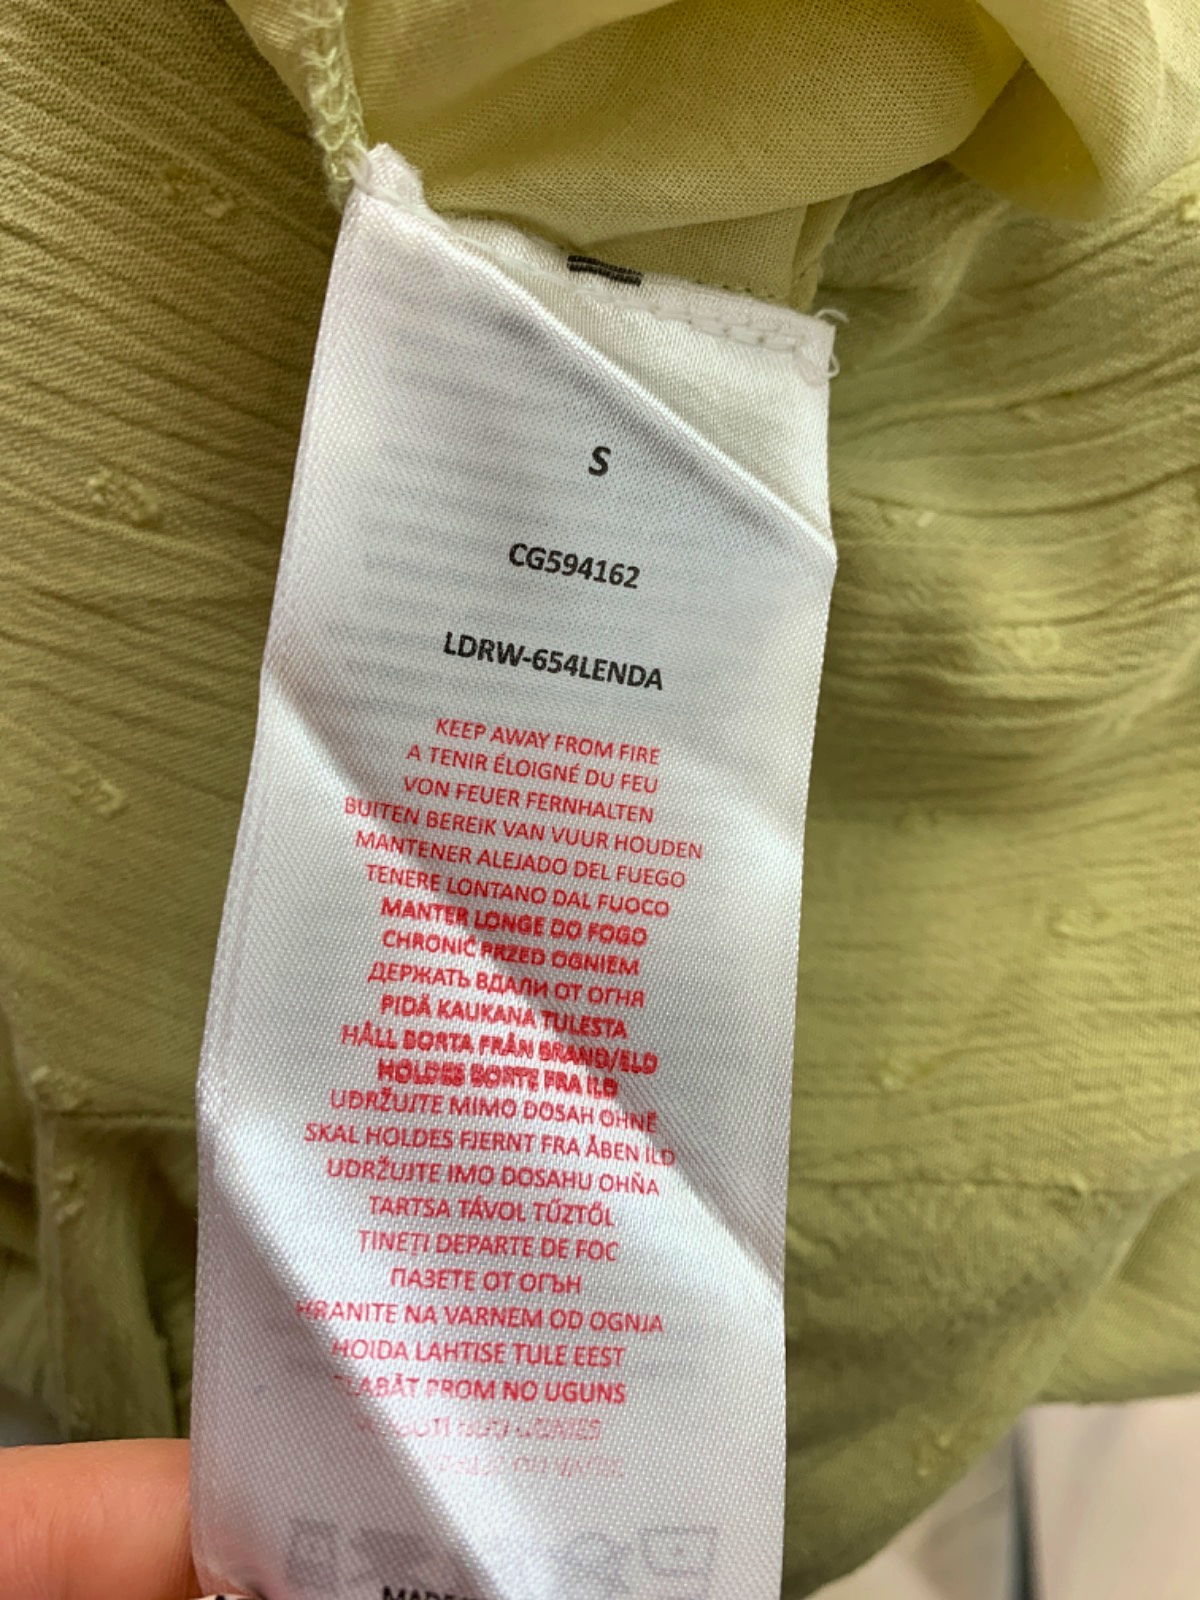 S
CG594162
LDRW-654LENDA
KEEP AWAY FROM FIRE
A TENIR ÉLOIGNÉ DU FEU
VON FEUER FERNHALTEN
BUITEN BEREIK VAN VUUR HOUDEN
MANTENER ALEJADO DEL FUEGO
TENERE LONTANO DAL FUOCO
MANTER LONGE DO FOGO
CHRONIĆ PRZED OGNIEM
ДЕРЖАТЬ ВДАЛИ ОТ ОГНЯ
PIDÄ KAUKANA TULESTA
HÅLL BORTA FRÅN BRAND/ELD
HOLDES BORTE FRA ILD
UDRŽUJTE MIMO DOSAH OHNĚ
SKAL HOLDES FJERNT FRA ÅBEN ILD
UDRŽUJTE IMO DOSAHU OHŇA
TARTSA TÁVOL TŰZTŐL
ȚINEȚI DEPARTE DE FOC
ПАЗЕТЕ ОТ ОГЪН
HRANITE NA VARNEM OD OGNJA
HOIDA LAHTISE TULE EEST
PROM NO UGUNS